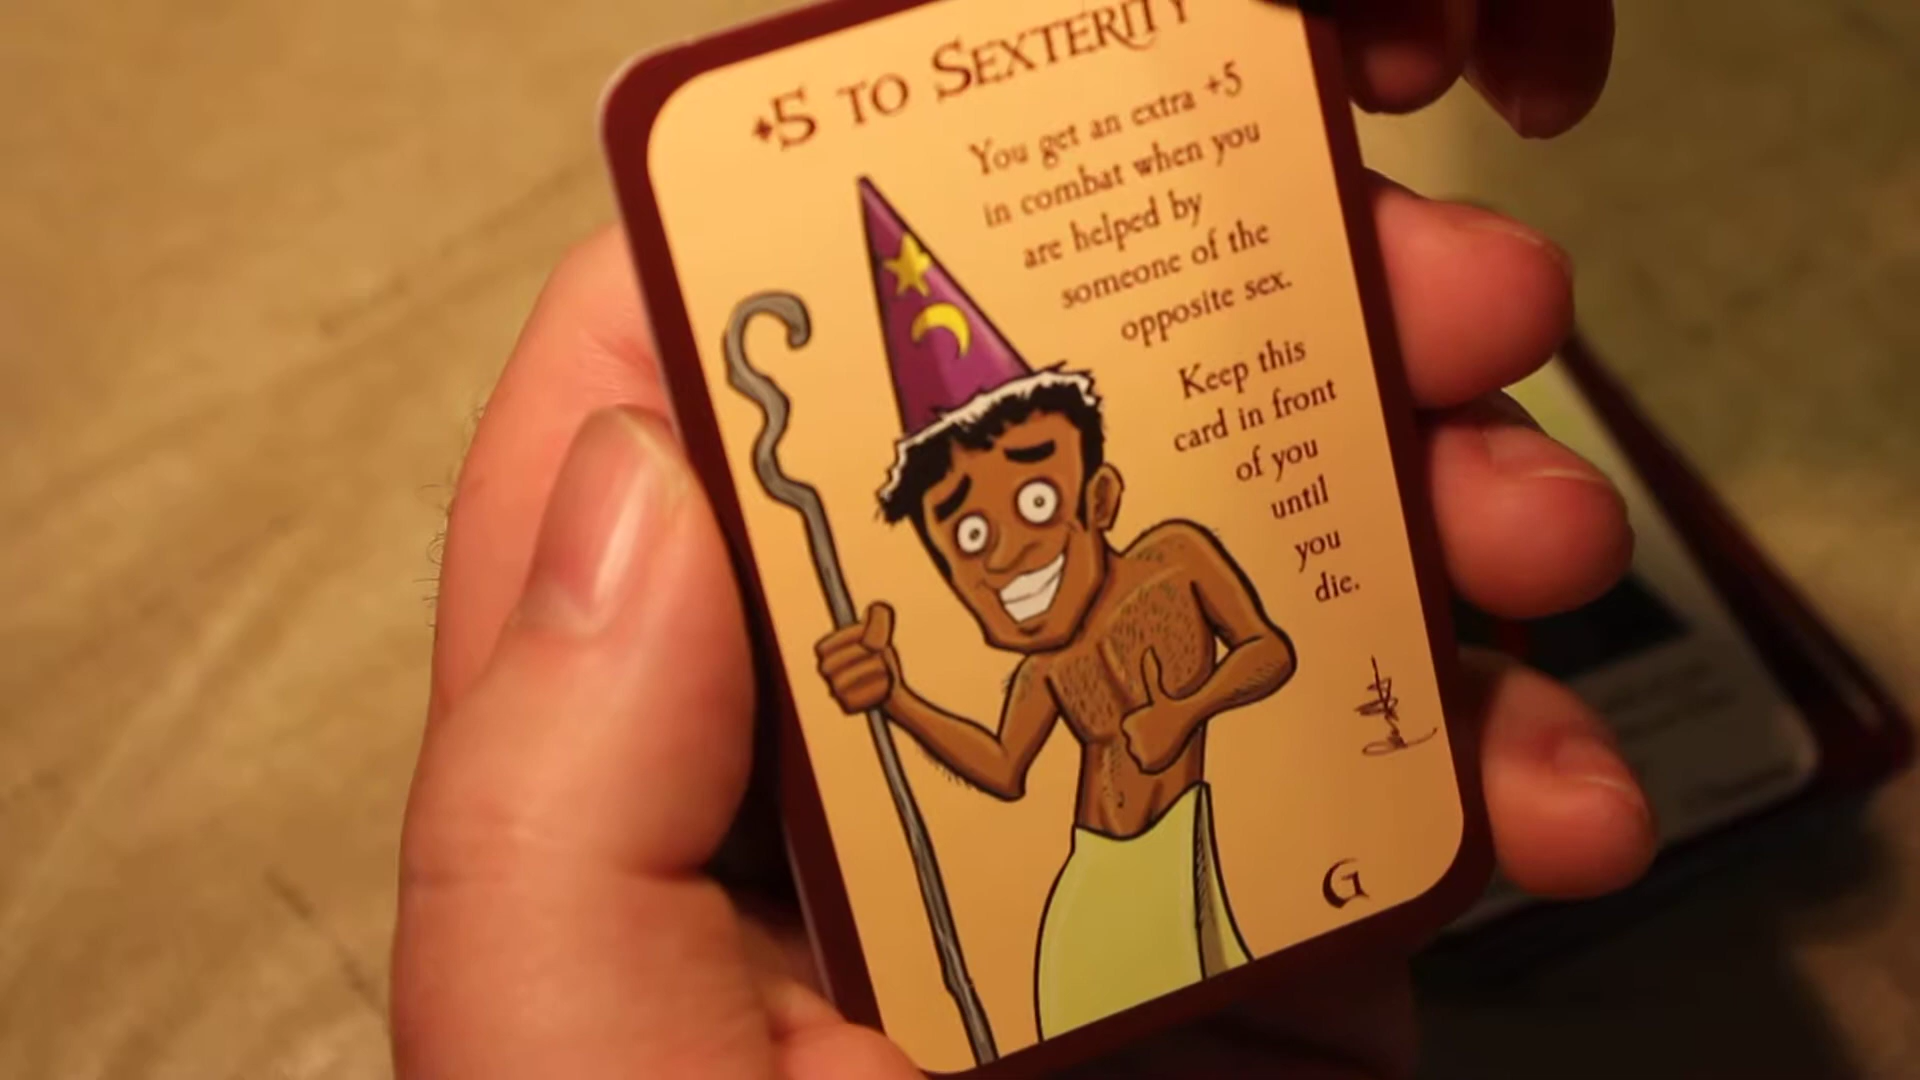 +5 to Sexterity
You get an extra +5
in combat when you
are helped by
someone of the
opposite sex.
Keep this
card in front
of you
until
you
die.
G